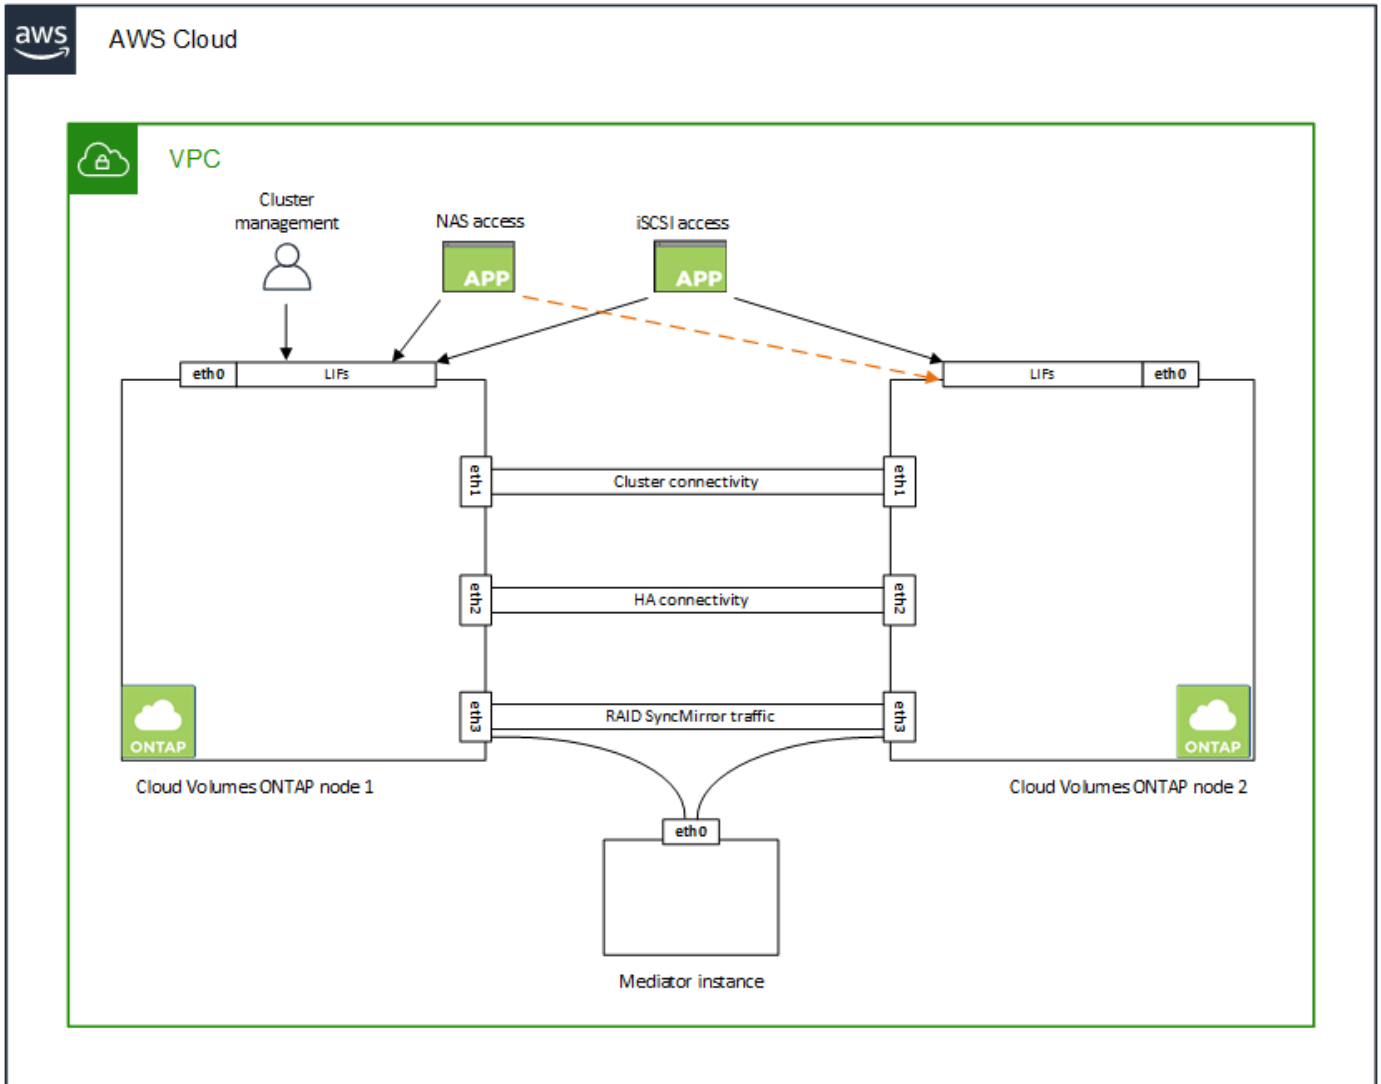 aws
AWS Cloud
VPC
Cluster
management
NAS access
iSCSI access
APP
APP
eth0
LIFs
LIFs
eth0
eth1
Cluster connectivity
eth1
eth2
HA connectivity
eth2
eth3
RAID SyncMirror traffic
eth3
ONTAP
ONTAP
Cloud Volumes ONTAP node 1
Cloud Volumes ONTAP node 2
eth0
Mediator instance